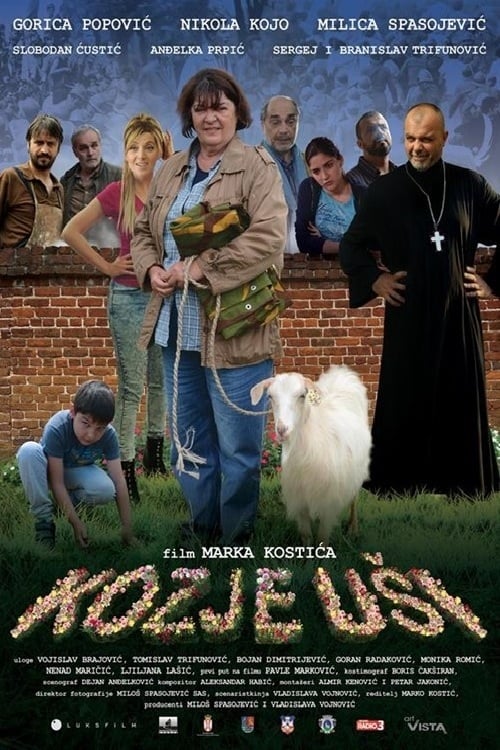 GORICA POPOVIĆ NIKOLA KOJO MILICA SPASOJEVIĆ
SLOBODAN ĆUSTIĆ ANĐELKA PRPIĆ SERGEJ I BRANISLAV TRIFUNOVIĆ
film MARKA KOSTIĆA
KOZJE UŠI
uloge VOJISLAV BRAJOVIĆ, TOMISLAV TRIFUNOVIĆ, BOJAN DIMITRIJEVIĆ, GORAN RADAKOVIĆ, MONIKA ROMIĆ,
NENAD MARIČIĆ, LJILJANA LAŠIĆ, prvi put na filmu PAVLE MARKOVIĆ, kostimograf BORIS ČAKŠIRAN,
scenograf DEJAN ANĐELKOVIĆ kompozitor ALEKSANDAR HABIĆ, montažeri ALMIR KENOVIĆ I PETAR JAKONIĆ,
direktor fotografije MILOŠ SPASOJEVIĆ SAS, scenaristkinja VLADISLAVA VOJNOVIĆ, reditelj MARKO KOSTIĆ,
producenti MILOŠ SPASOJEVIĆ I VLADISLAVA VOJNOVIĆ
LUKSFILM RADIO3 art VISTA